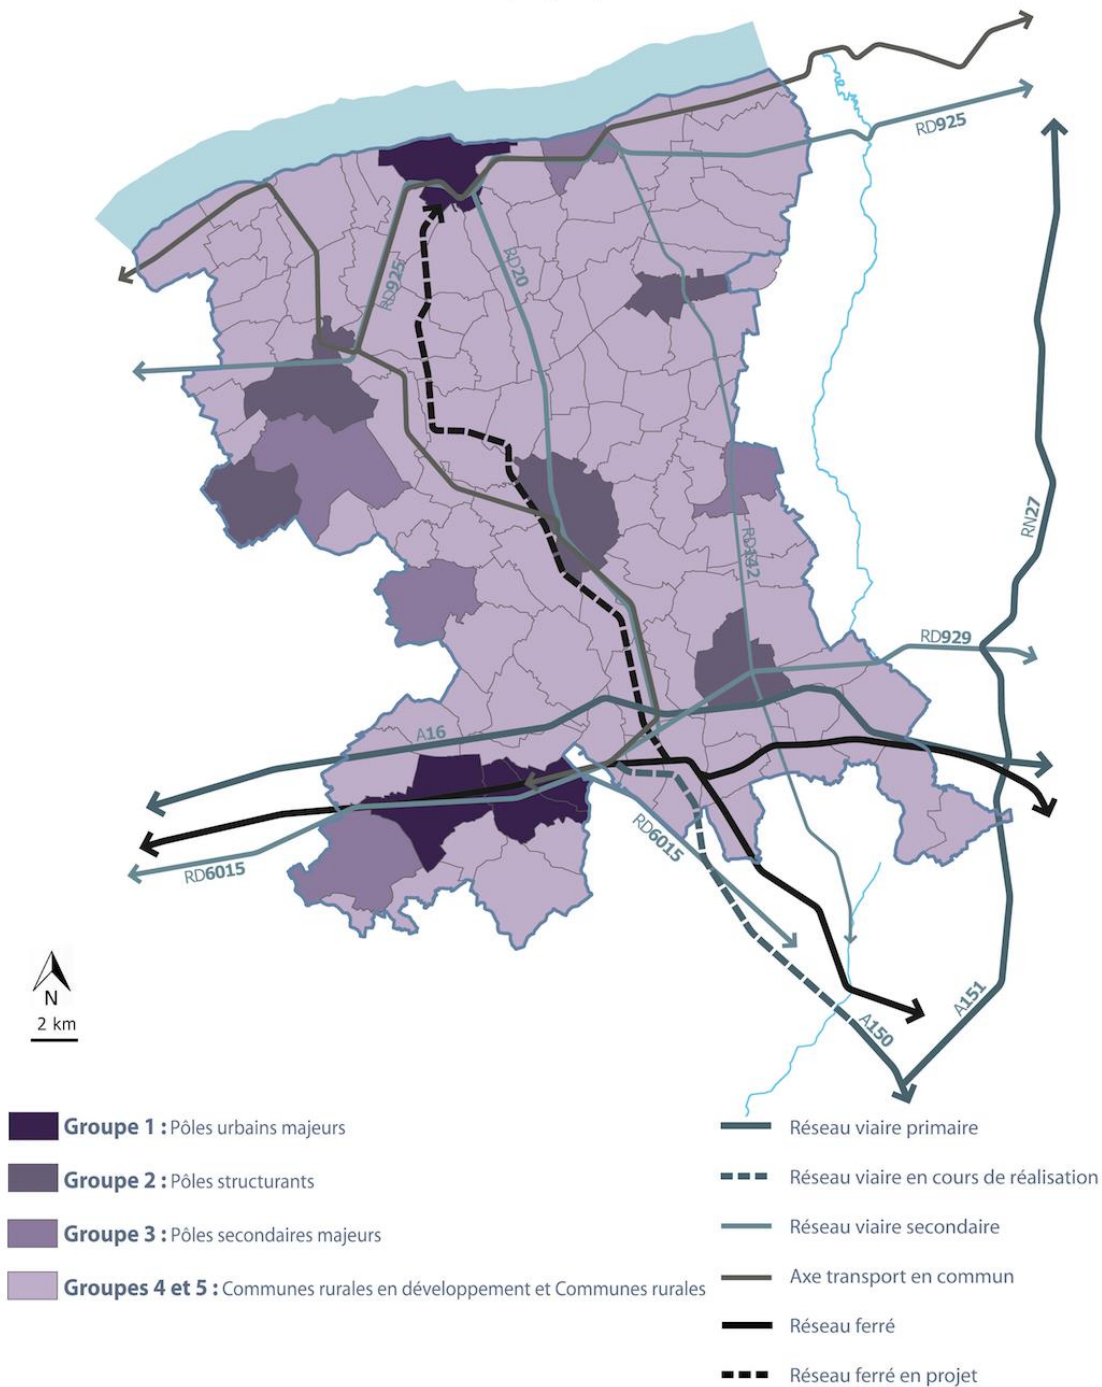 RD925
RD20
RD925
RN27
RD142
RD929
A16
RD6015
RD6015
A151
A150
N
2 km
Groupe 1 : Pôles urbains majeurs
Groupe 2 : Pôles structurants
Groupe 3 : Pôles secondaires majeurs
Groupes 4 et 5 : Communes rurales en développement et Communes rurales
Réseau viaire primaire
Réseau viaire en cours de réalisation
Réseau viaire secondaire
Axe transport en commun
Réseau ferré
Réseau ferré en projet